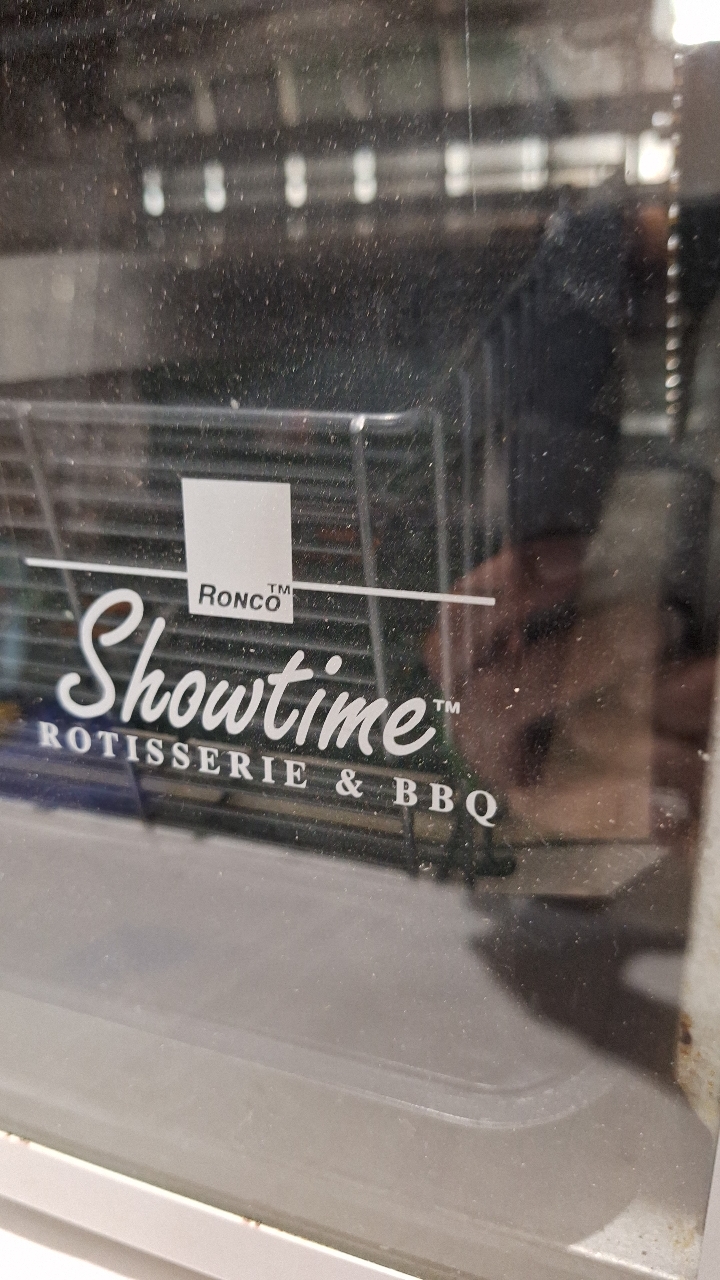 RONCO™
Showtime™
ROTISSERIE & BBQ